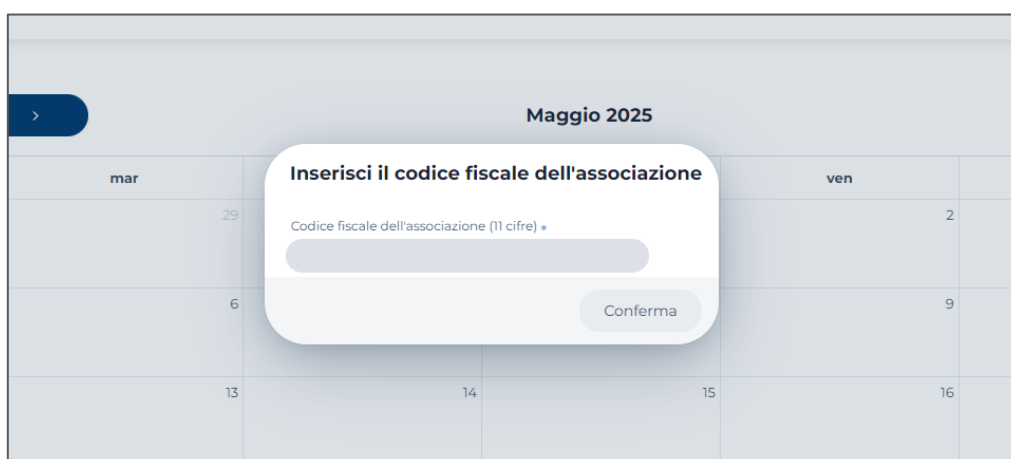 Maggio 2025
mar
ven
Inserisci il codice fiscale dell'associazione
29
2
Codice fiscale dell'associazione (11 cifre) *
6
9
Conferma
13
14
15
16